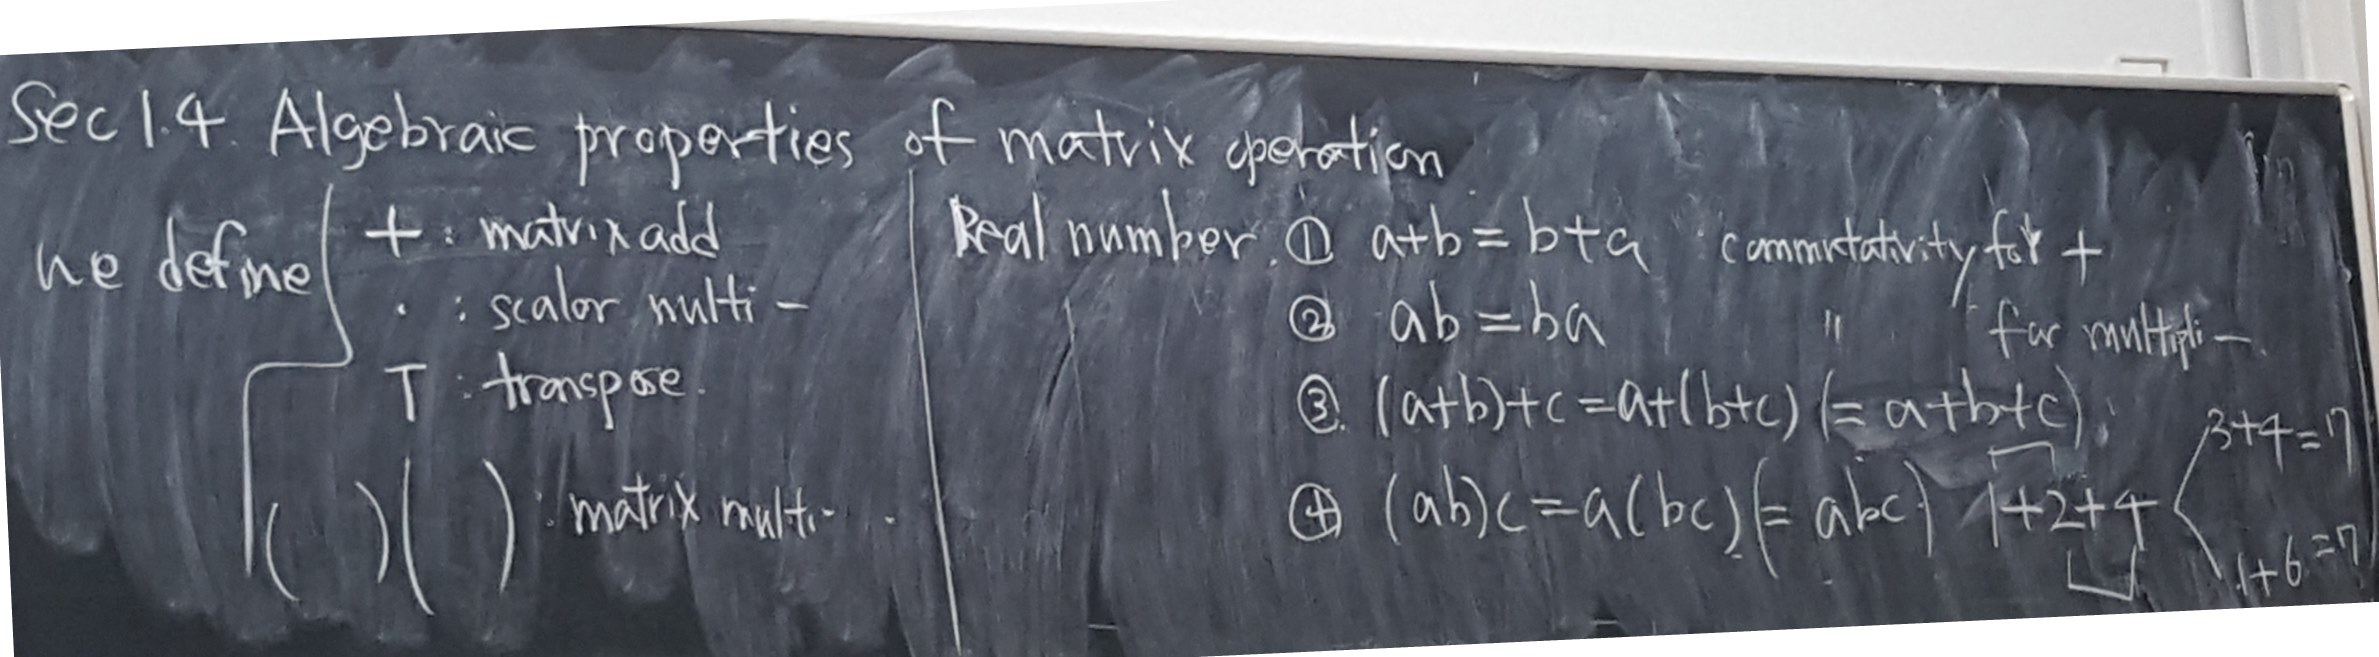 Sec 1.4. Algebraic properties of matrix operation
we define
+ : matrix add
· : scalor multi -
T : transpose.
( )( ) : matrix multi- .
Real number. ① a+b = b+a : commutativity for +
② ab = ba " for multipli -.
③. (a+b)+c = a+(b+c) (= a+b+c).
④ (ab)c = a(bc) (= abc) 1+2+4
3+4=7
1+6=7